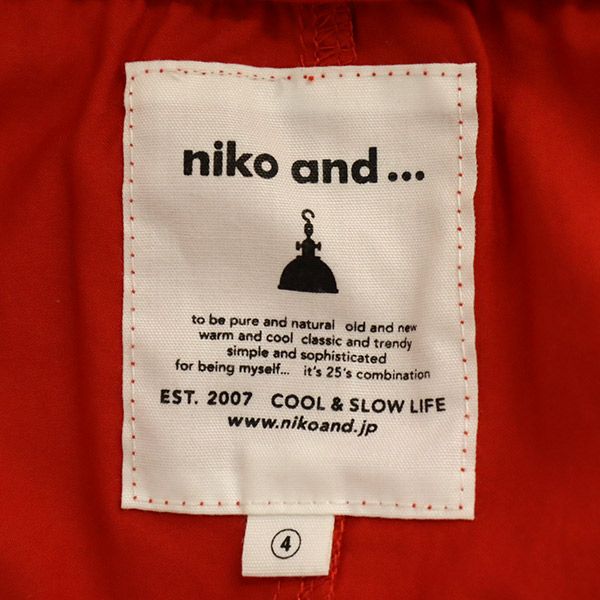 niko and...
to be pure and natural old and new
warm and cool classic and trendy
simple and sophisticated
for being myself... it's 25's combination
EST. 2007 COOL & SLOW LIFE
www.nikoand.jp
④